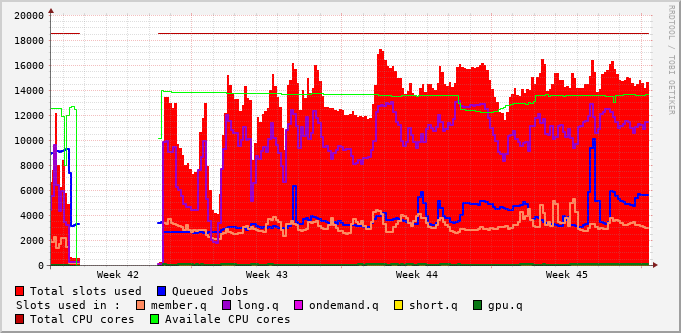 20000
18000
16000
14000
12000
10000
8000
6000
4000
2000
0
Week 42 Week 43 Week 44 Week 45
RRDTOOL / TOBI OETIKER
Total slots used Queued Jobs
Slots used in : member.q long.q ondemand.q short.q gpu.q
Total CPU cores Availale CPU cores